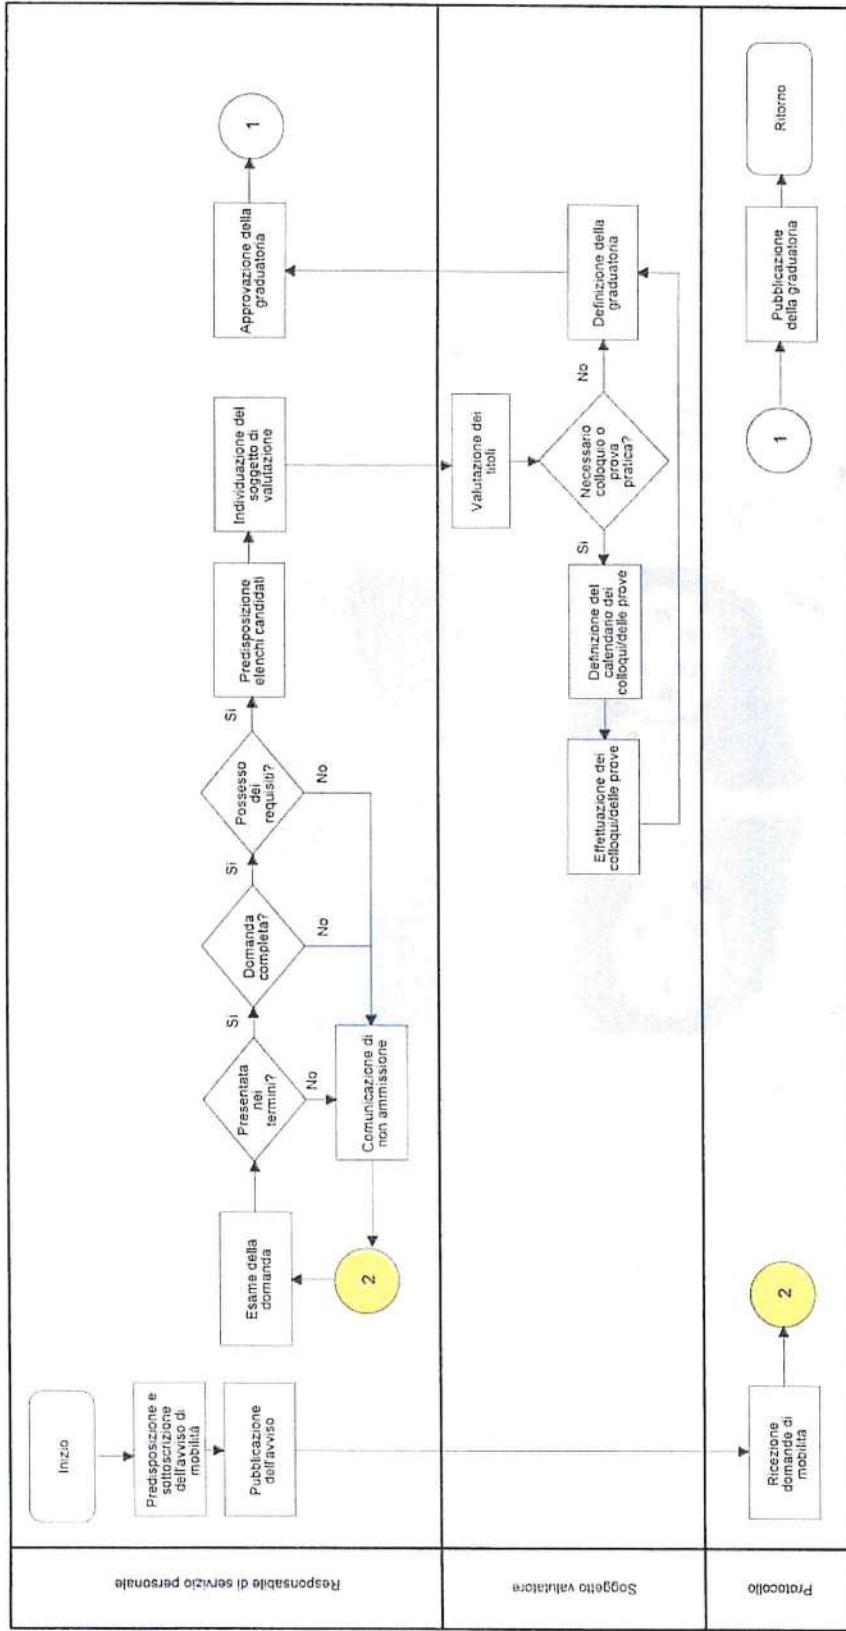 Responsabile di servizio personale
Inizio
Predisposizione e
sottoscrizione
dell'avviso di
mobilità
Pubblicazione
dell'avviso
Esame della
domanda
2
Presentata
nei
termini?
Si
No
Comunicazione di
non ammissione
Domanda
completa?
Si
No
Possesso
dei
requisiti?
Si
No
Predisposizione
elenchi candidati
Individuazione del
soggetto di
valutazione
Approvazione della
graduatoria
1
Soggetto valutatore
Valutazione dei
titoli
Necessario
colloquio o
prova
pratica?
Si
No
Definizione del
calendario dei
colloqui/delle prove
Effettuazione dei
colloqui/delle prove
Definizione della
graduatoria
Protocollo
Ricezione
domande di
mobilità
2
1
Pubblicazione
della graduatoria
Ritorno